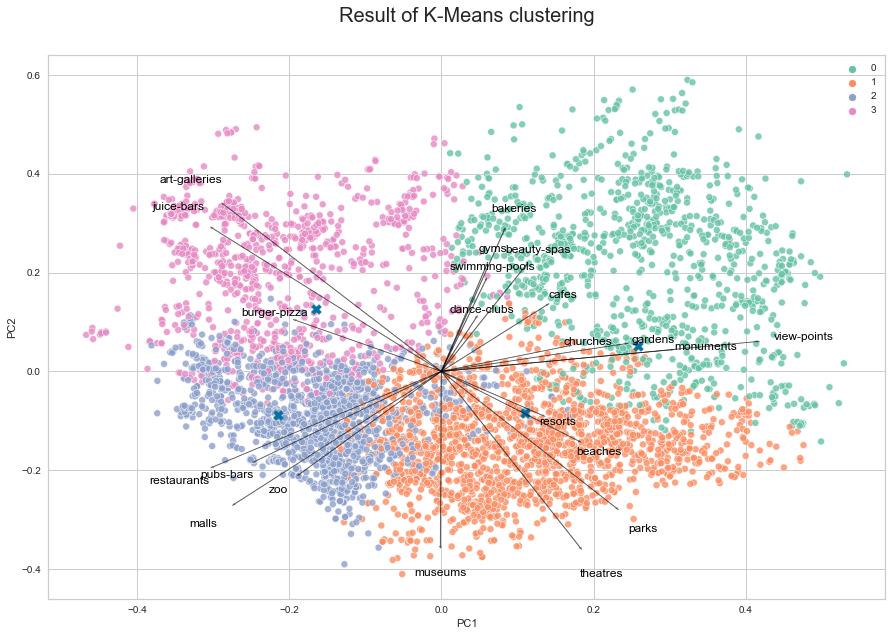 Result of K-Means clustering
0
1
2
3
0.6
0.4
0.2
0.0
−0.2
−0.4
PC2
art-galleries
juice-bars
bakeries
gyms
beauty-spas
swimming-pools
cafes
burger-pizza
dance-clubs
churches
gardens
monuments
view-points
resorts
beaches
restaurants
pubs-bars
zoo
malls
parks
museums
theatres
−0.4
−0.2
0.0
0.2
0.4
PC1